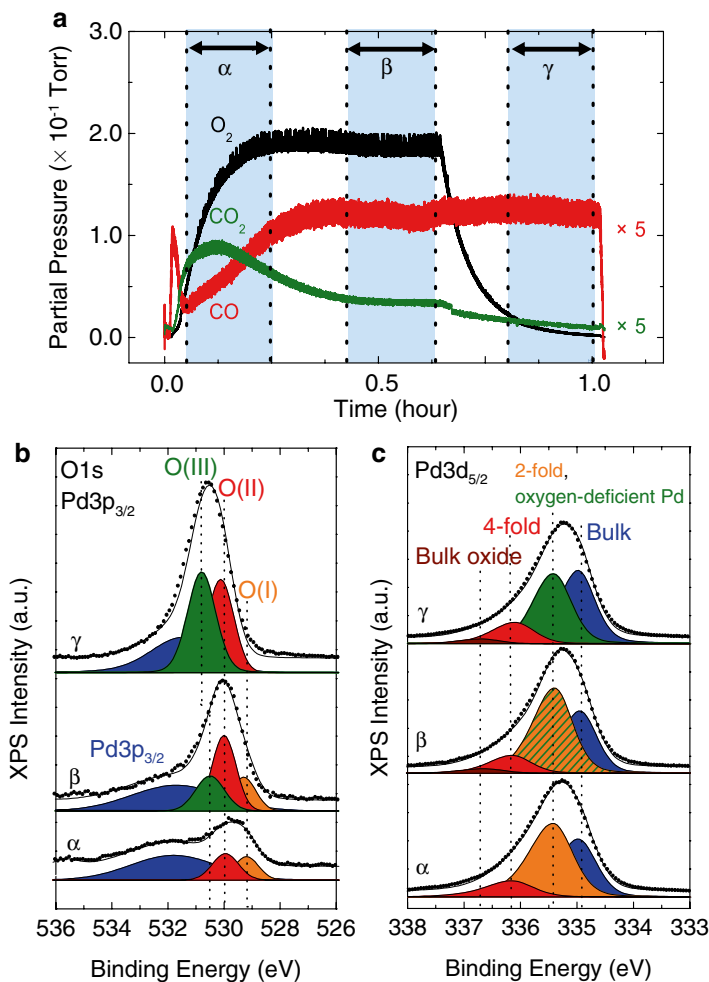 a
3.0
2.0
1.0
0.0
Partial Pressure (× 10⁻¹ Torr)
α
β
γ
O₂
CO₂
CO
× 5
× 5
0.0
0.5
1.0
Time (hour)
b
O1s
Pd3p₃/₂
O(III)
O(II)
O(I)
γ
Pd3p₃/₂
β
α
XPS Intensity (a.u.)
536 534 532 530 528 526
Binding Energy (eV)
c
Pd3d₅/₂
2-fold,
oxygen-deficient Pd
4-fold
Bulk
Bulk oxide
γ
β
α
XPS Intensity (a.u.)
338 337 336 335 334 333
Binding Energy (eV)